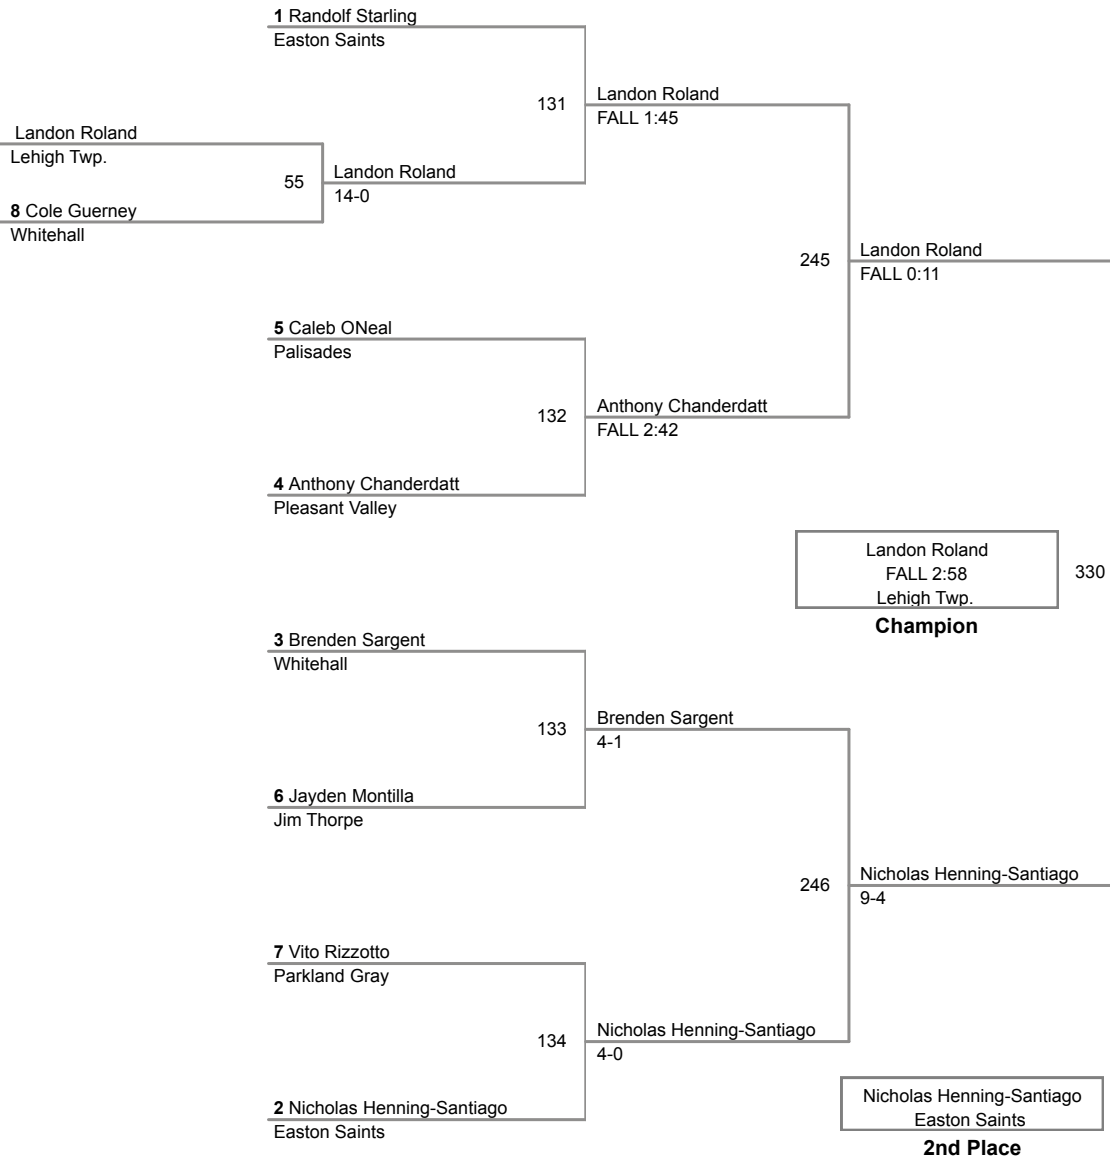 1 Randolf Starling
Easton Saints
131
Landon Roland
FALL 1:45
Landon Roland
Lehigh Twp.
55
Landon Roland
14-0
8 Cole Guerney
Whitehall
245
Landon Roland
FALL 0:11
5 Caleb ONeal
Palisades
132
Anthony Chanderdatt
FALL 2:42
4 Anthony Chanderdatt
Pleasant Valley
Landon Roland
FALL 2:58
Lehigh Twp.
330
Champion
3 Brenden Sargent
Whitehall
133
Brenden Sargent
4-1
6 Jayden Montilla
Jim Thorpe
246
Nicholas Henning-Santiago
9-4
7 Vito Rizzotto
Parkland Gray
134
Nicholas Henning-Santiago
4-0
2 Nicholas Henning-Santiago
Easton Saints
Nicholas Henning-Santiago
Easton Saints
2nd Place